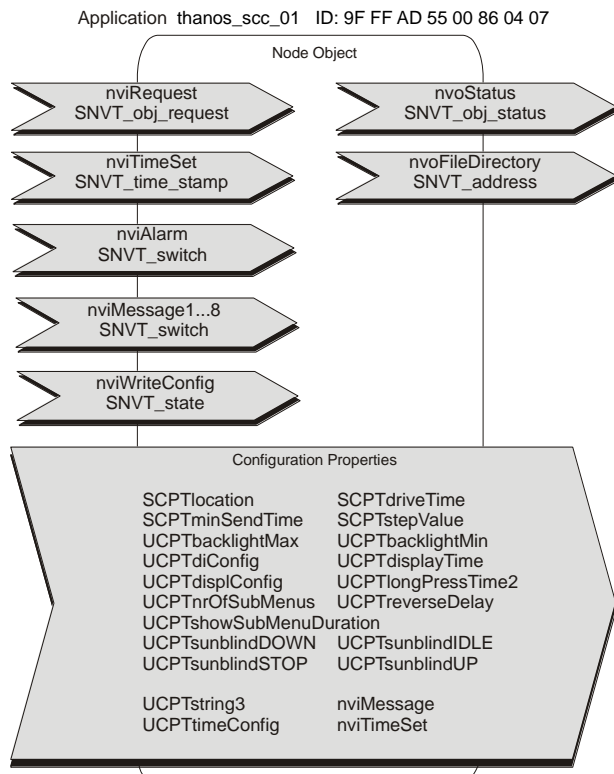 Application thanos_scc_01 ID: 9F FF AD 55 00 86 04 07
Node Object
nviRequest
SNVT_obj_request
nvoStatus
SNVT_obj_status
nviTimeSet
SNVT_time_stamp
nvoFileDirectory
SNVT_address
nviAlarm
SNVT_switch
nviMessage1...8
SNVT_switch
nviWriteConfig
SNVT_state
Configuration Properties
SCPTlocation SCPTdriveTime
SCPTminSendTime SCPTstepValue
UCPTbacklightMax UCPTbacklightMin
UCPTdiConfig UCPTdisplayTime
UCPTdisplConfig UCPTlongPressTime2
UCPTnrOfSubMenus UCPTreverseDelay
UCPTshowSubMenuDuration
UCPTsunblindDOWN UCPTsunblindIDLE
UCPTsunblindSTOP UCPTsunblindUP
UCPTstring3 nviMessage
UCPTtimeConfig nviTimeSet